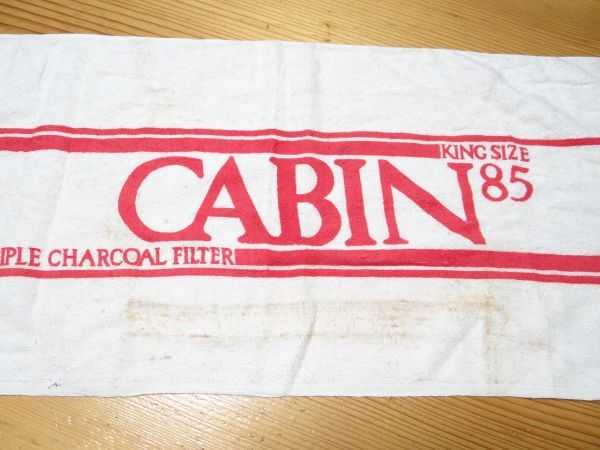 KING SIZE
CABIN 85
IPLE CHARCOAL FILTER